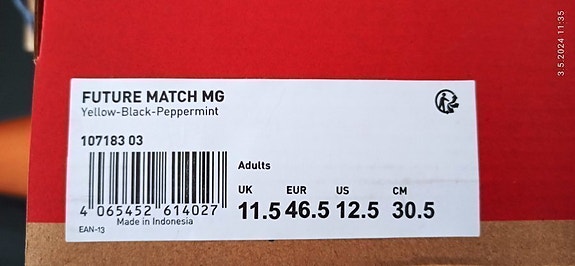 FUTURE MATCH MG
Yellow-Black-Peppermint
107183 03
Adults
UK EUR US CM
11.5 46.5 12.5 30.5
4 065452 614027
Made in Indonesia
EAN-13
3.5.2024 11:35